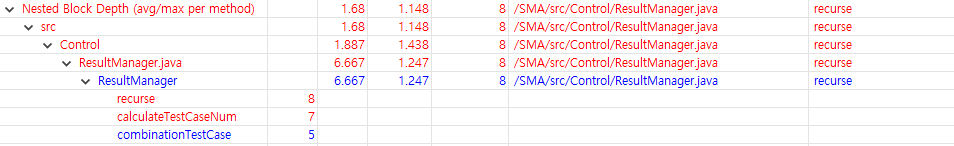 Nested Block Depth (avg/max per method) 1.68 1.148 8 /SMA/src/Control/ResultManager.java recurse
src 1.68 1.148 8 /SMA/src/Control/ResultManager.java recurse
Control 1.887 1.438 8 /SMA/src/Control/ResultManager.java recurse
ResultManager.java 6.667 1.247 8 /SMA/src/Control/ResultManager.java recurse
ResultManager 6.667 1.247 8 /SMA/src/Control/ResultManager.java recurse
recurse 8
calculateTestCaseNum 7
combinationTestCase 5